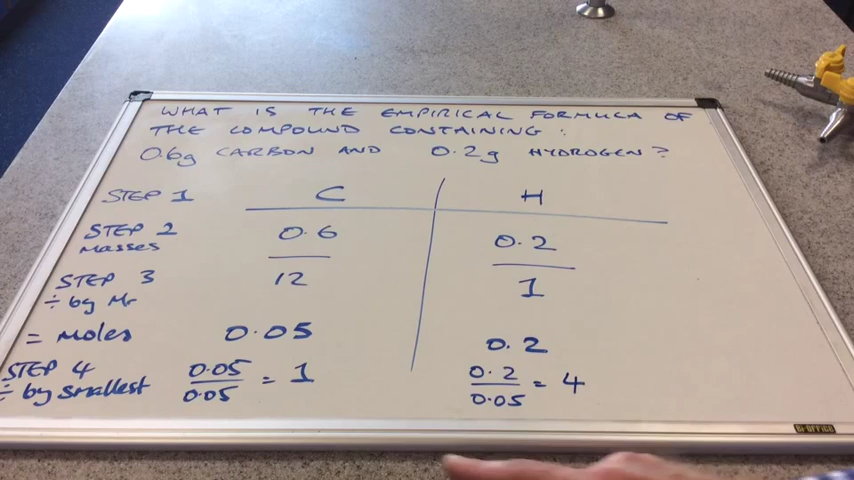 WHAT IS THE EMPIRICAL FORMULA OF
THE COMPOUND CONTAINING:
0.6g CARBON AND 0.2g HYDROGEN?
STEP 1 C H
STEP 2 0.6 0.2
Masses
STEP 3 12 1
÷ by Mr
= Moles 0.05 0.2
STEP 4 0.05/0.05 = 1 0.2/0.05 = 4
÷ by smallest
BI-OFFICE